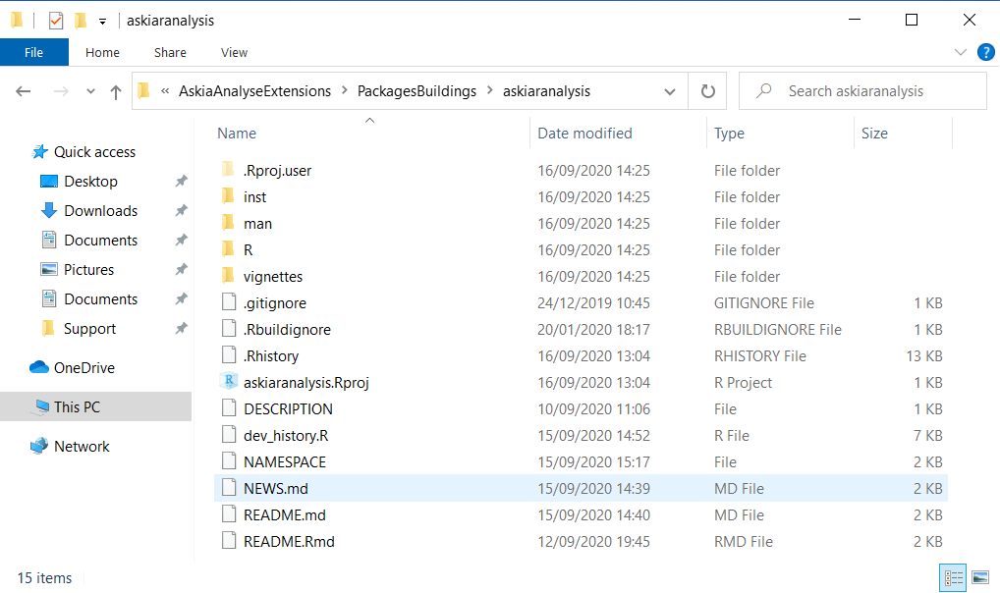 askiaranalysis
File Home Share View
« AskiaAnalyseExtensions > PackagesBuildings > askiaranalysis Search askiaranalysis
Quick access
Desktop
Downloads
Documents
Pictures
Documents
Support
OneDrive
This PC
Network
Name Date modified Type Size
.Rproj.user 16/09/2020 14:25 File folder
inst 16/09/2020 14:25 File folder
man 16/09/2020 14:25 File folder
R 16/09/2020 14:25 File folder
vignettes 16/09/2020 14:25 File folder
.gitignore 24/12/2019 10:45 GITIGNORE File 1 KB
.Rbuildignore 20/01/2020 18:17 RBUILDIGNORE File 1 KB
.Rhistory 16/09/2020 13:04 RHISTORY File 13 KB
askiaranalysis.Rproj 16/09/2020 13:04 R Project 1 KB
DESCRIPTION 10/09/2020 11:06 File 1 KB
dev_history.R 15/09/2020 14:52 R File 7 KB
NAMESPACE 15/09/2020 15:17 File 2 KB
NEWS.md 15/09/2020 14:39 MD File 2 KB
README.md 15/09/2020 14:40 MD File 2 KB
README.Rmd 12/09/2020 19:45 RMD File 2 KB
15 items